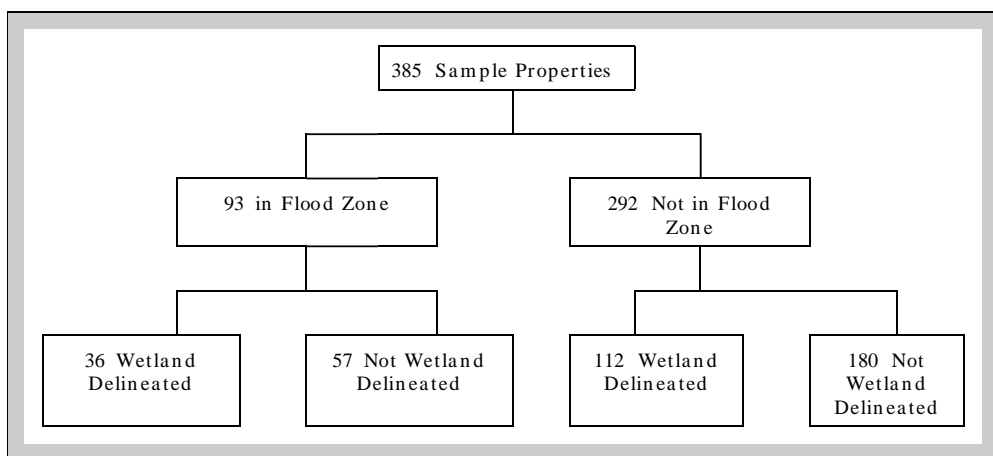 385 Sample Properties
93 in Flood Zone
292 Not in Flood
Zone
36 Wetland
Delineated
57 Not Wetland
Delineated
112 Wetland
Delineated
180 Not
Wetland
Delineated